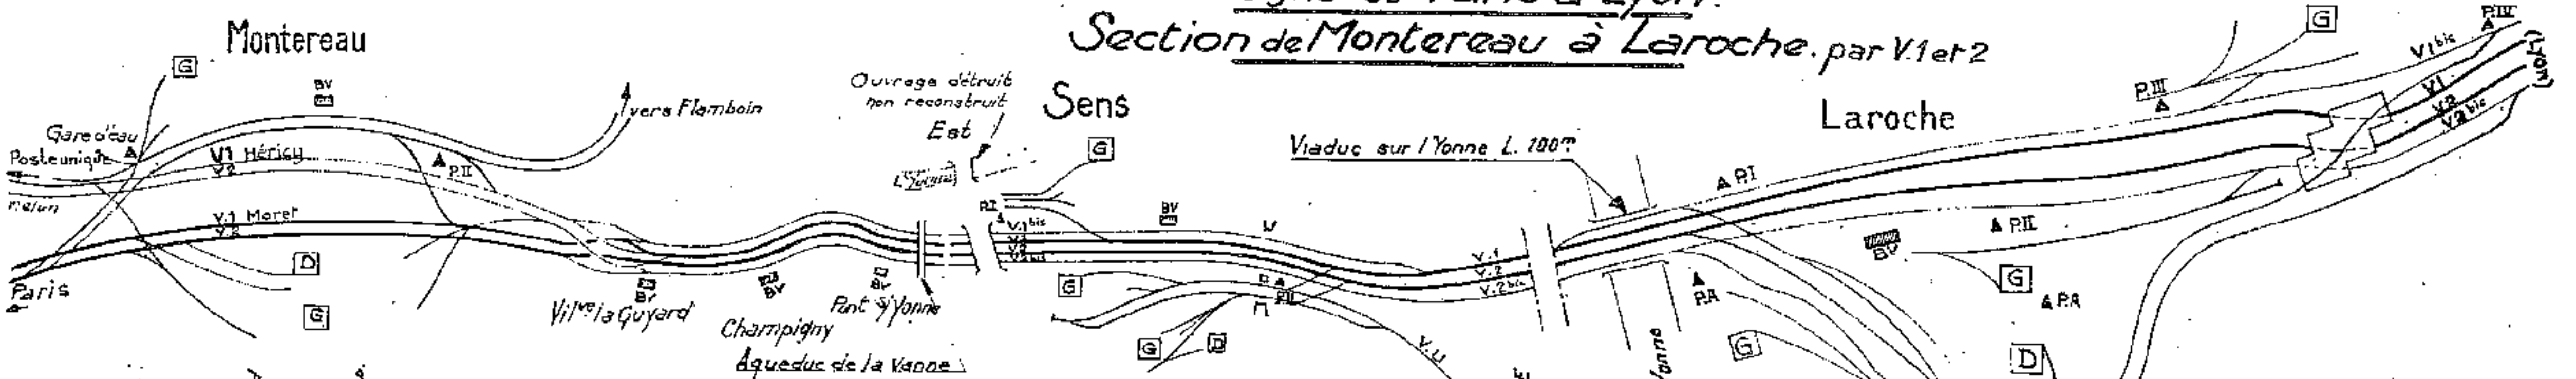 Section de Montereau à Laroche. par V.1 et 2
Montereau
G
BV
vers Flamboin
Gare d'eau
Poste unique
V1 Héricy
V2
P.II
melun
V.1 Moret
V.2
D
G
Paris
Vilve la Guyard
BV
Champigny
BV
Pont s/Yonne
BV
Aqueduc de la Vanne
Ouvrage détruit
non reconstruit
Est
Sens
G
P.I
V.1 bis
V.1
V.2
V.2 bis
BV
G
P.II
G
D
V.U
Viaduc sur l'Yonne L. 100m
V.1
V.2
V.2 bis
Laroche
P.I
P.II
BV
G
P.A
P.A
G
D
P.III
G
P.IV
V1 bis
V1
V2
V2 bis
(Lyon)